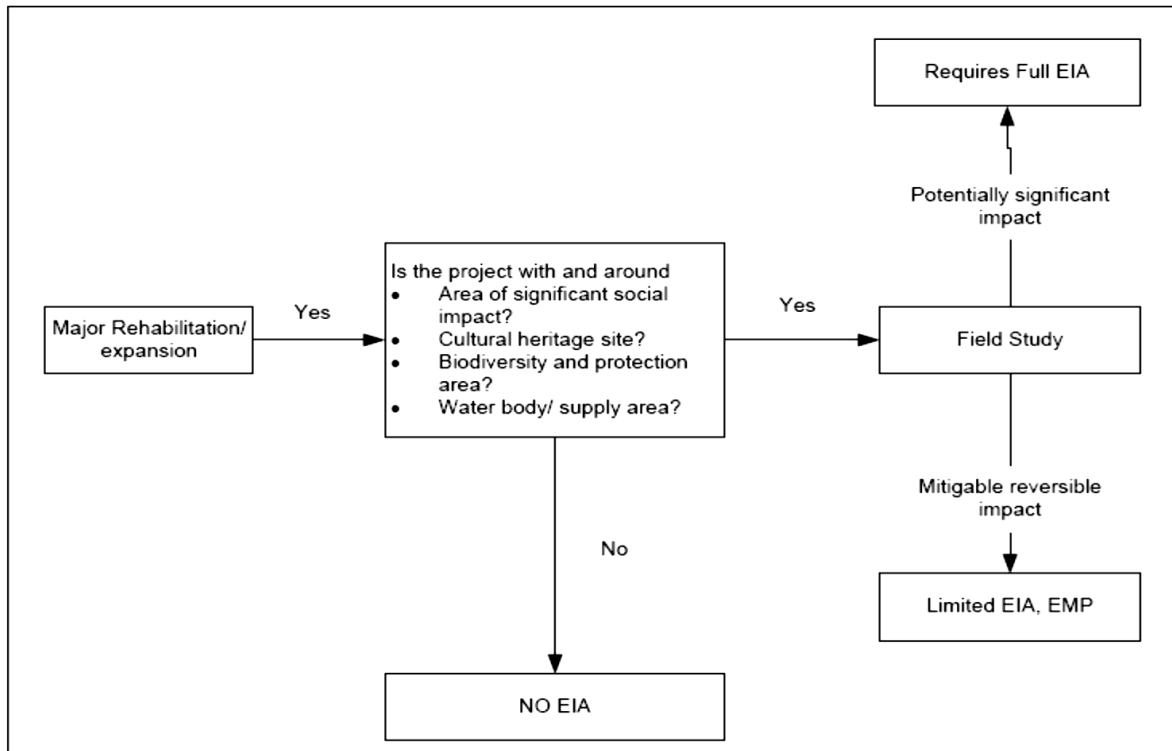 Requires Full EIA
Potentially significant
impact
Is the project with and around
• Area of significant social
impact?
• Cultural heritage site?
• Biodiversity and protection
area?
• Water body/ supply area?
Major Rehabilitation/
expansion
Yes
Yes
Field Study
Mitigable reversible
impact
No
Limited EIA, EMP
NO EIA